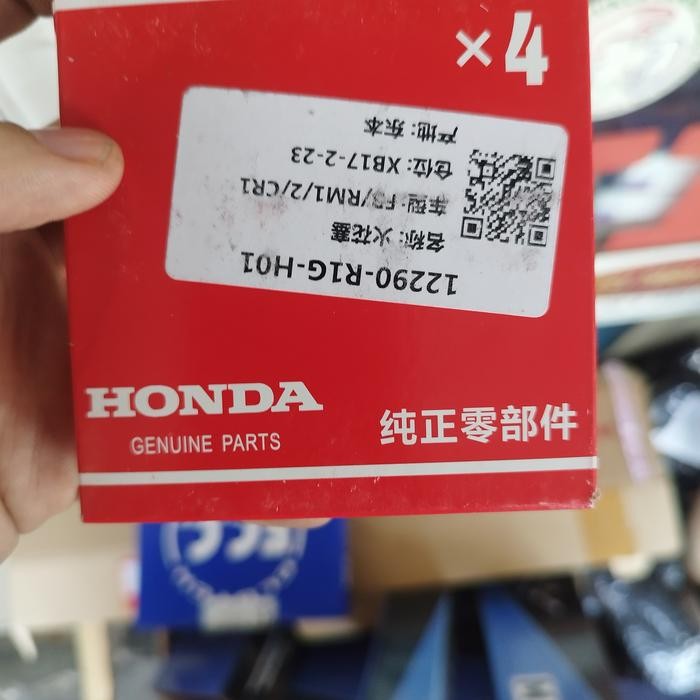 ×4
12290-R1G-H01
名称: 火花塞
车型: FB/RM1/2/CR1
仓位: XB17-2-23
产地: 东本
HONDA
GENUINE PARTS
纯正零部件